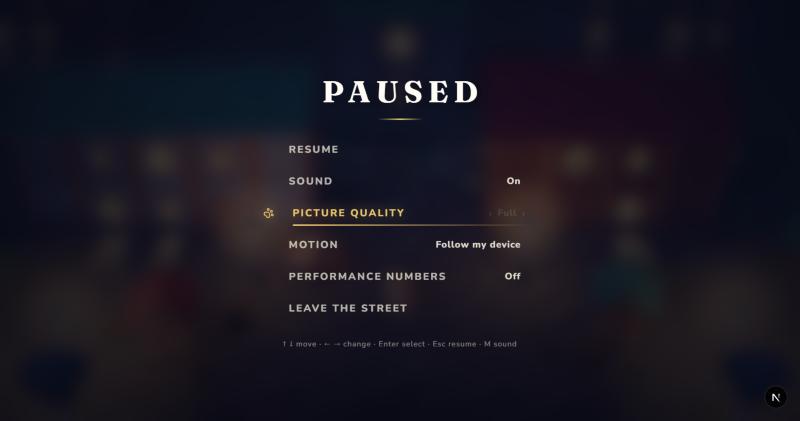 PAUSED
RESUME
SOUND On
PICTURE QUALITY ‹ Full ›
MOTION Follow my device
PERFORMANCE NUMBERS Off
LEAVE THE STREET
↑ ↓ move · ← → change · Enter select · Esc resume · M sound
N